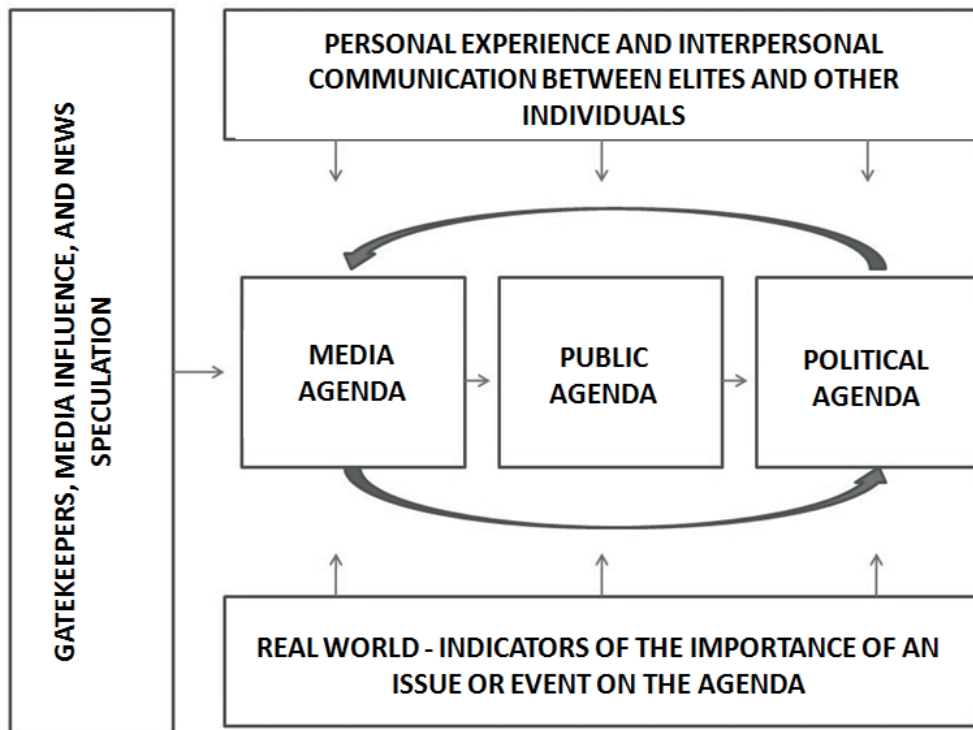 GATEKEEPERS, MEDIA INFLUENCE, AND NEWS
SPECULATION
PERSONAL EXPERIENCE AND INTERPERSONAL
COMMUNICATION BETWEEN ELITES AND OTHER
INDIVIDUALS
MEDIA
AGENDA
PUBLIC
AGENDA
POLITICAL
AGENDA
REAL WORLD - INDICATORS OF THE IMPORTANCE OF AN
ISSUE OR EVENT ON THE AGENDA